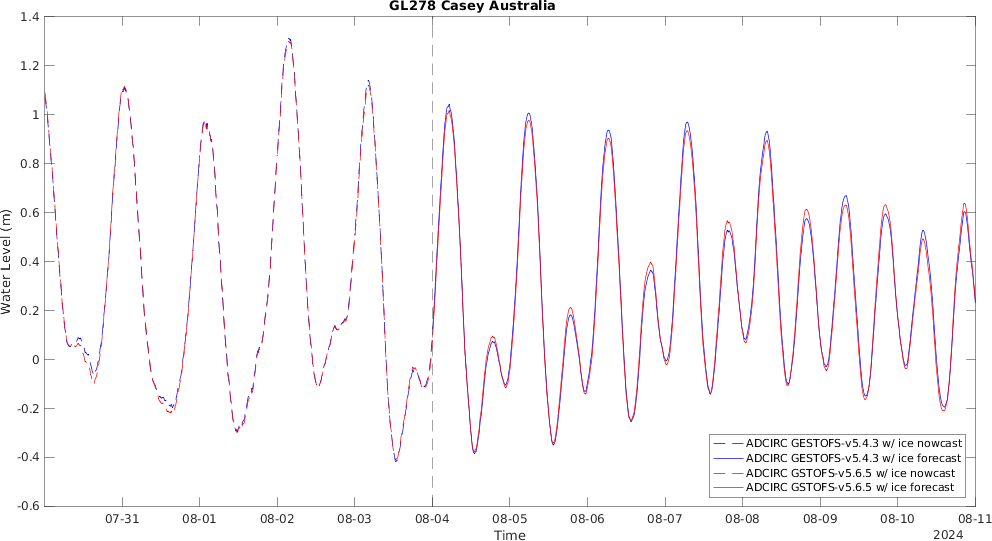 GL278 Casey Australia
1.4
1.2
1
0.8
0.6
0.4
0.2
0
-0.2
-0.4
-0.6
Water Level (m)
ADCIRC GESTOFS-v5.4.3 w/ ice nowcast
ADCIRC GESTOFS-v5.4.3 w/ ice forecast
ADCIRC GSTOFS-v5.6.5 w/ ice nowcast
ADCIRC GSTOFS-v5.6.5 w/ ice forecast
07-31 08-01 08-02 08-03 08-04 08-05 08-06 08-07 08-08 08-09 08-10 08-11
Time
2024